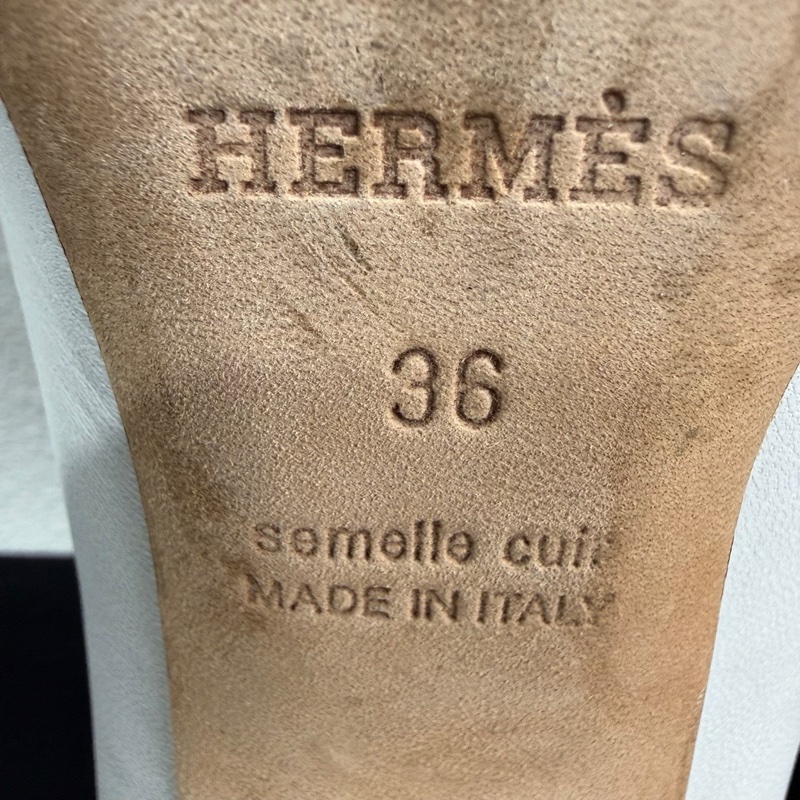 HERMÈS
36
semelle cuir
MADE IN ITALY